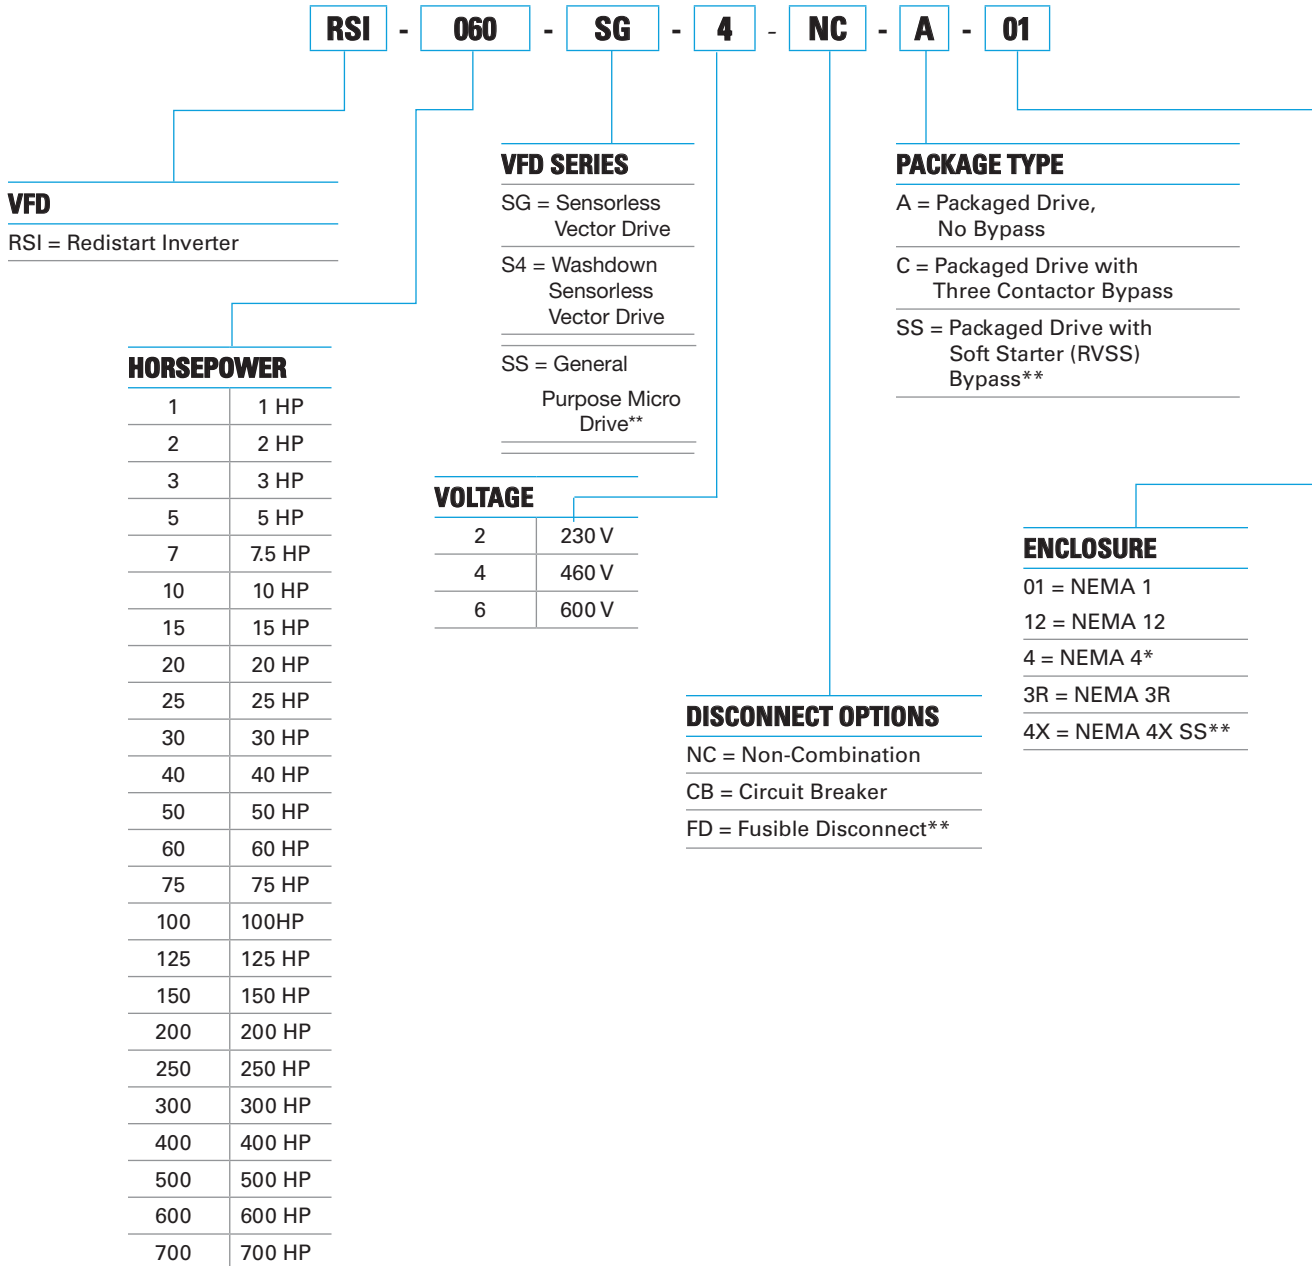 RSI - 060 - SG - 4 - NC - A - 01
VFD
RSI = Redistart Inverter
HORSEPOWER
1 1 HP
2 2 HP
3 3 HP
5 5 HP
7 7.5 HP
10 10 HP
15 15 HP
20 20 HP
25 25 HP
30 30 HP
40 40 HP
50 50 HP
60 60 HP
75 75 HP
100 100HP
125 125 HP
150 150 HP
200 200 HP
250 250 HP
300 300 HP
400 400 HP
500 500 HP
600 600 HP
700 700 HP
VFD SERIES
SG = Sensorless
Vector Drive
S4 = Washdown
Sensorless
Vector Drive
SS = General
Purpose Micro
Drive**
VOLTAGE
2 230 V
4 460 V
6 600 V
DISCONNECT OPTIONS
NC = Non-Combination
CB = Circuit Breaker
FD = Fusible Disconnect**
PACKAGE TYPE
A = Packaged Drive,
No Bypass
C = Packaged Drive with
Three Contactor Bypass
SS = Packaged Drive with
Soft Starter (RVSS)
Bypass**
ENCLOSURE
01 = NEMA 1
12 = NEMA 12
4 = NEMA 4*
3R = NEMA 3R
4X = NEMA 4X SS**